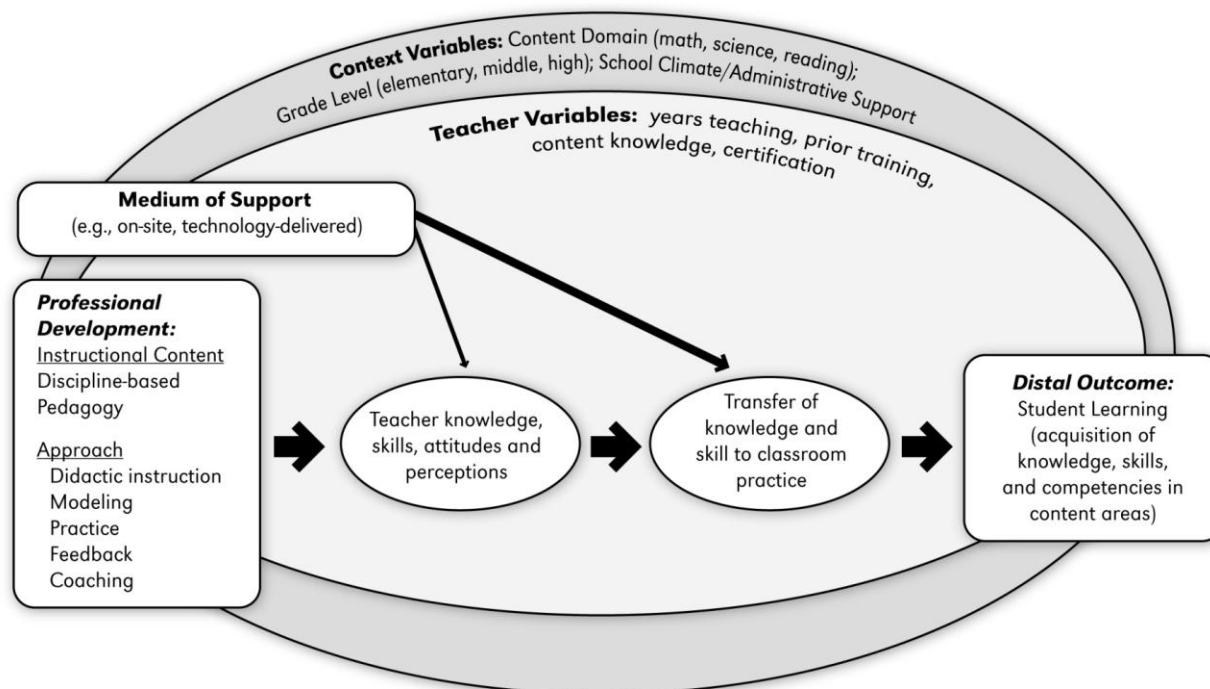 Context Variables: Content Domain (math, science, reading);
Grade Level (elementary, middle, high); School Climate/Administrative Support
Teacher Variables: years teaching, prior training,
content knowledge, certification
Medium of Support
(e.g., on-site, technology-delivered)
Professional
Development:
Instructional Content
Discipline-based
Pedagogy
Approach
Didactic instruction
Modeling
Practice
Feedback
Coaching
Teacher knowledge,
skills, attitudes and
perceptions
Transfer of
knowledge and
skill to classroom
practice
Distal Outcome:
Student Learning
(acquisition of
knowledge, skills,
and competencies in
content areas)